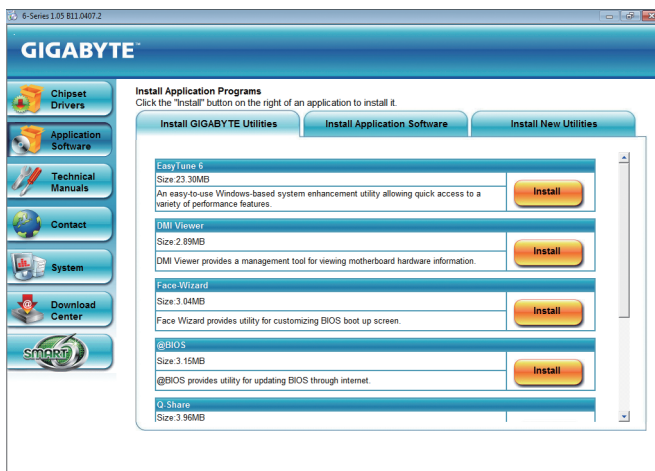 6-Series 1.05 B11.0407.2
GIGABYTE™
Chipset
Drivers
Application
Software
Technical
Manuals
Contact
System
Download
Center
SMART6
Install Application Programs
Click the "Install" button on the right of an application to install it.
Install GIGABYTE Utilities
Install Application Software
Install New Utilities
EasyTune 6
Size:23.30MB
An easy-to-use Windows-based system enhancement utility allowing quick access to a
variety of performance features.
Install
DMI Viewer
Size:2.89MB
DMI Viewer provides a management tool for viewing motherboard hardware information.
Install
Face-Wizard
Size:3.04MB
Face Wizard provides utility for customizing BIOS boot up screen.
Install
@BIOS
Size:3.15MB
@BIOS provides utility for updating BIOS through internet.
Install
Q-Share
Size:3.96MB